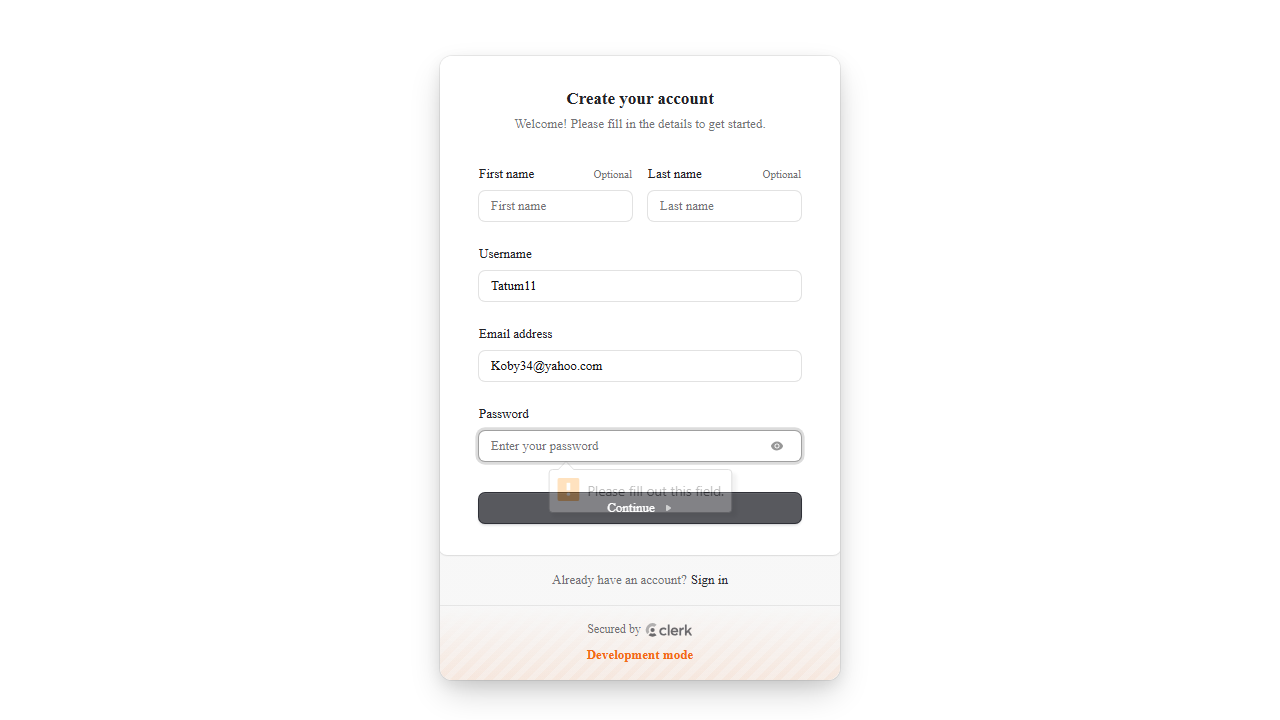 Create your account
Welcome! Please fill in the details to get started.
First name Optional Last name Optional
First name Last name
Username
Tatum11
Email address
Koby34@yahoo.com
Password
Enter your password
Please fill out this field.
Continue
Already have an account? Sign in
Secured by clerk
Development mode